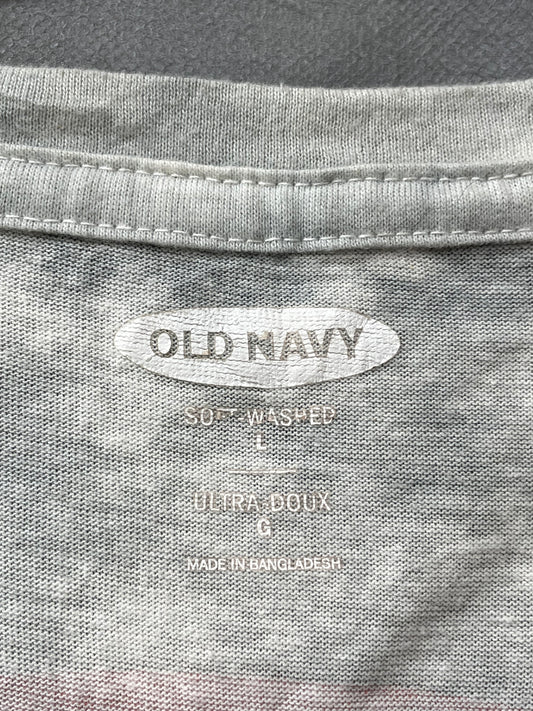 OLD NAVY
SOFT-WASHED
L
ULTRA-DOUX
G
MADE IN BANGLADESH